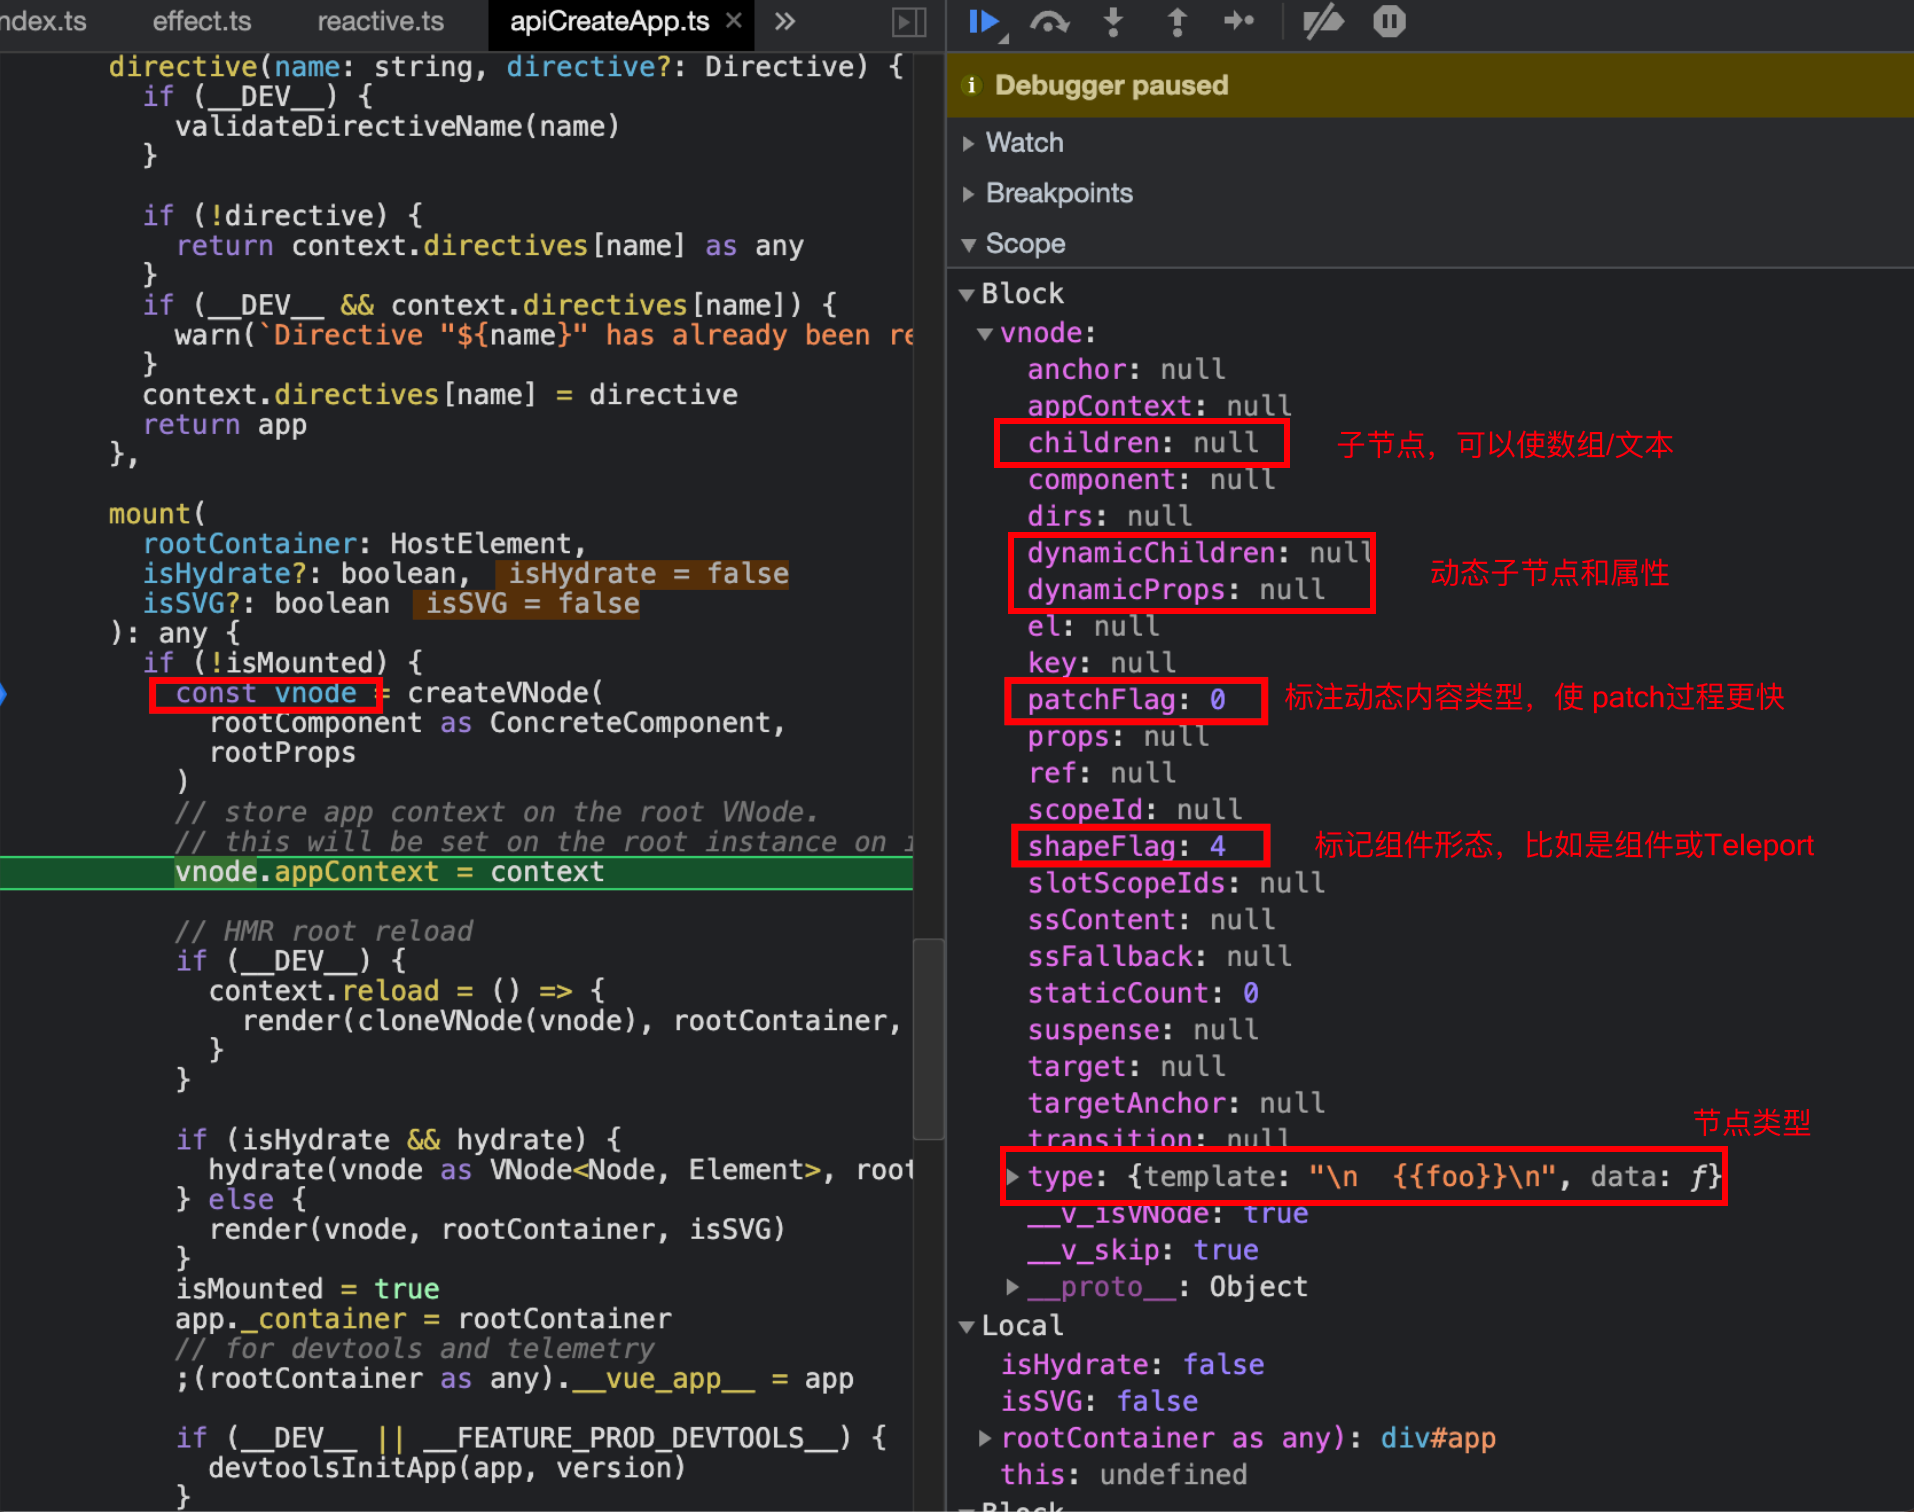 ndex.ts effect.ts reactive.ts apiCreateApp.ts × »
directive(name: string, directive?: Directive) {
if (__DEV__) {
validateDirectiveName(name)
}
if (!directive) {
return context.directives[name] as any
}
if (__DEV__ && context.directives[name]) {
warn(`Directive "${name}" has already been re
}
context.directives[name] = directive
return app
},
mount(
rootContainer: HostElement,
isHydrate?: boolean, isHydrate = false
isSVG?: boolean isSVG = false
): any {
if (!isMounted) {
const vnode = createVNode(
rootComponent as ConcreteComponent,
rootProps
)
// store app context on the root VNode.
// this will be set on the root instance on i
vnode.appContext = context
// HMR root reload
if (__DEV__) {
context.reload = () => {
render(cloneVNode(vnode), rootContainer,
}
}
if (isHydrate && hydrate) {
hydrate(vnode as VNode<Node, Element>, root
} else {
render(vnode, rootContainer, isSVG)
}
isMounted = true
app._container = rootContainer
// for devtools and telemetry
;(rootContainer as any).__vue_app__ = app
if (__DEV__ || __FEATURE_PROD_DEVTOOLS__) {
devtoolsInitApp(app, version)
}
Debugger paused
Watch
Breakpoints
Scope
Block
vnode:
anchor: null
appContext: null
children: null 子节点，可以使数组/文本
component: null
dirs: null
dynamicChildren: null
动态子节点和属性
dynamicProps: null
el: null
key: null
patchFlag: 0 标注动态内容类型，使 patch过程更快
props: null
ref: null
scopeId: null
shapeFlag: 4 标记组件形态，比如是组件或Teleport
slotScopeIds: null
ssContent: null
ssFallback: null
staticCount: 0
suspense: null
target: null
targetAnchor: null
节点类型
transition: null
type: {template: "\n  {{foo}}\n", data: ƒ}
__v_isVNode: true
__v_skip: true
__proto__: Object
Local
isHydrate: false
isSVG: false
rootContainer as any): div#app
this: undefined
Block